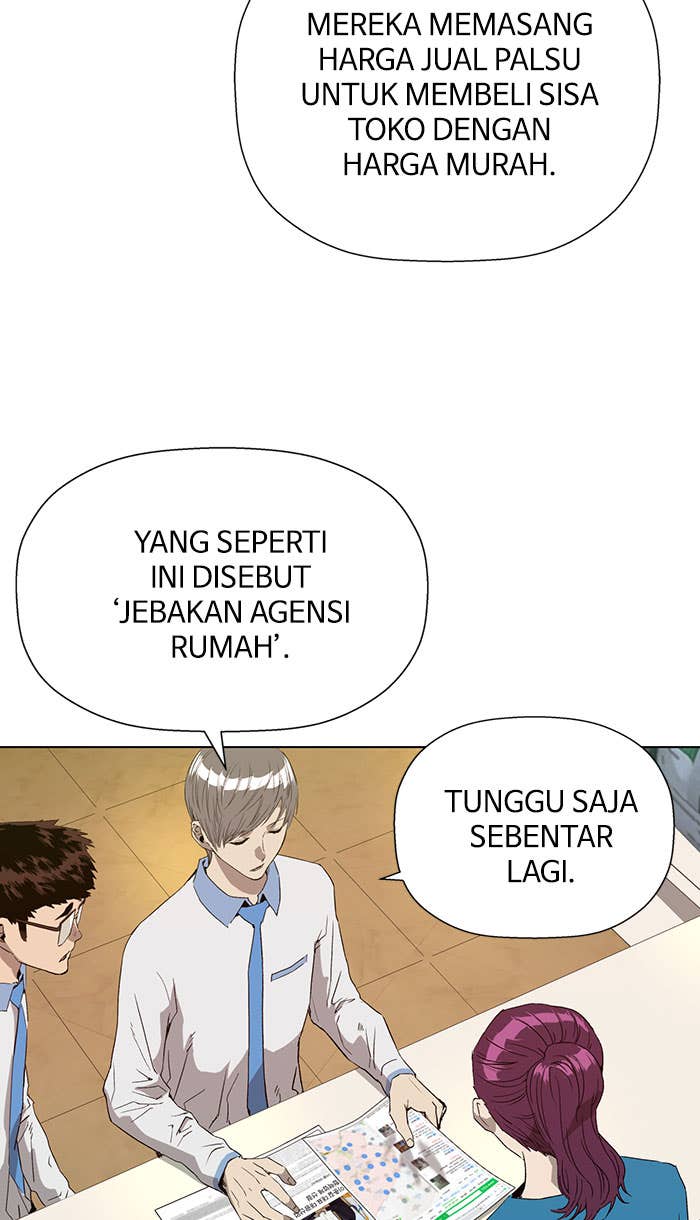 MEREKA MEMASANG
HARGA JUAL PALSU
UNTUK MEMBELI SISA
TOKO DENGAN
HARGA MURAH.
YANG SEPERTI
INI DISEBUT
‘JEBAKAN AGENSI
RUMAH’.
TUNGGU SAJA
SEBENTAR
LAGI.